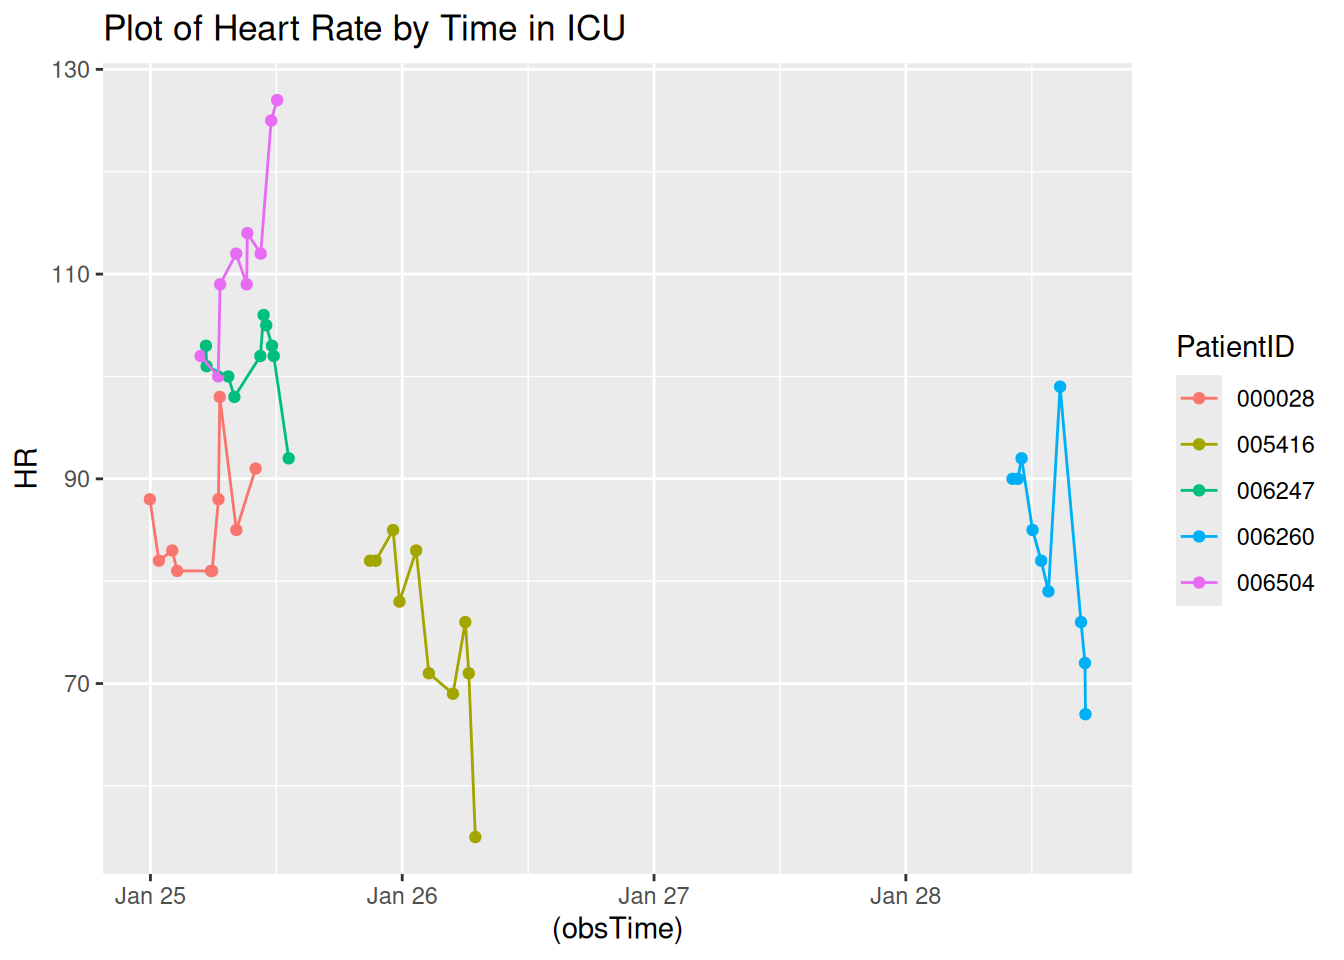 Plot of Heart Rate by Time in ICU
130
110
90
70
HR
Jan 25
Jan 26
Jan 27
Jan 28
(obsTime)
PatientID
000028
005416
006247
006260
006504